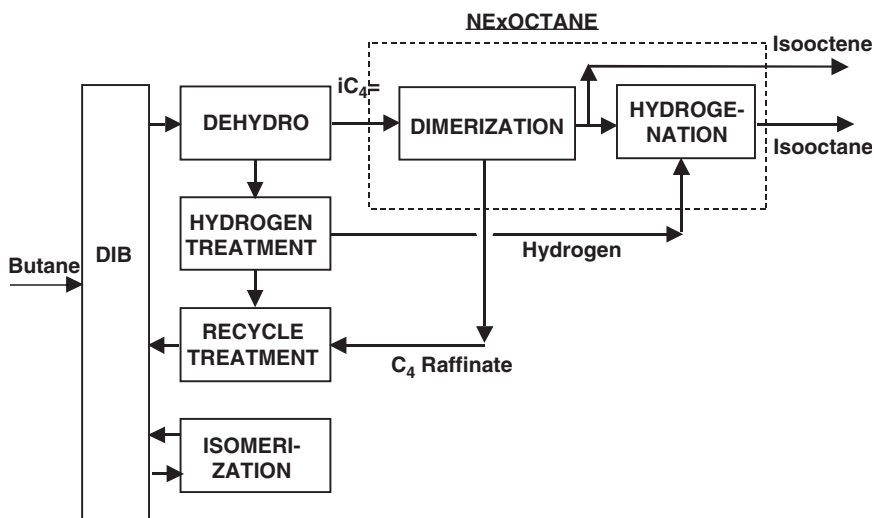 NExOCTANE
Isooctene
iC4=
DEHYDRO
DIMERIZATION
HYDROGE-
NATION
Isooctane
HYDROGEN
TREATMENT
Hydrogen
Butane
DIB
RECYCLE
TREATMENT
C4 Raffinate
ISOMERI-
ZATION